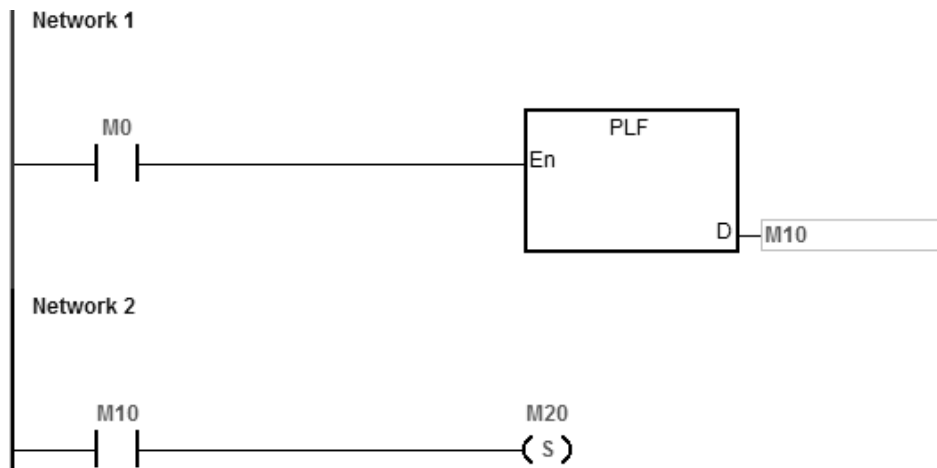 Network 1
M0
PLF
En
D
M10
Network 2
M10
M20
S